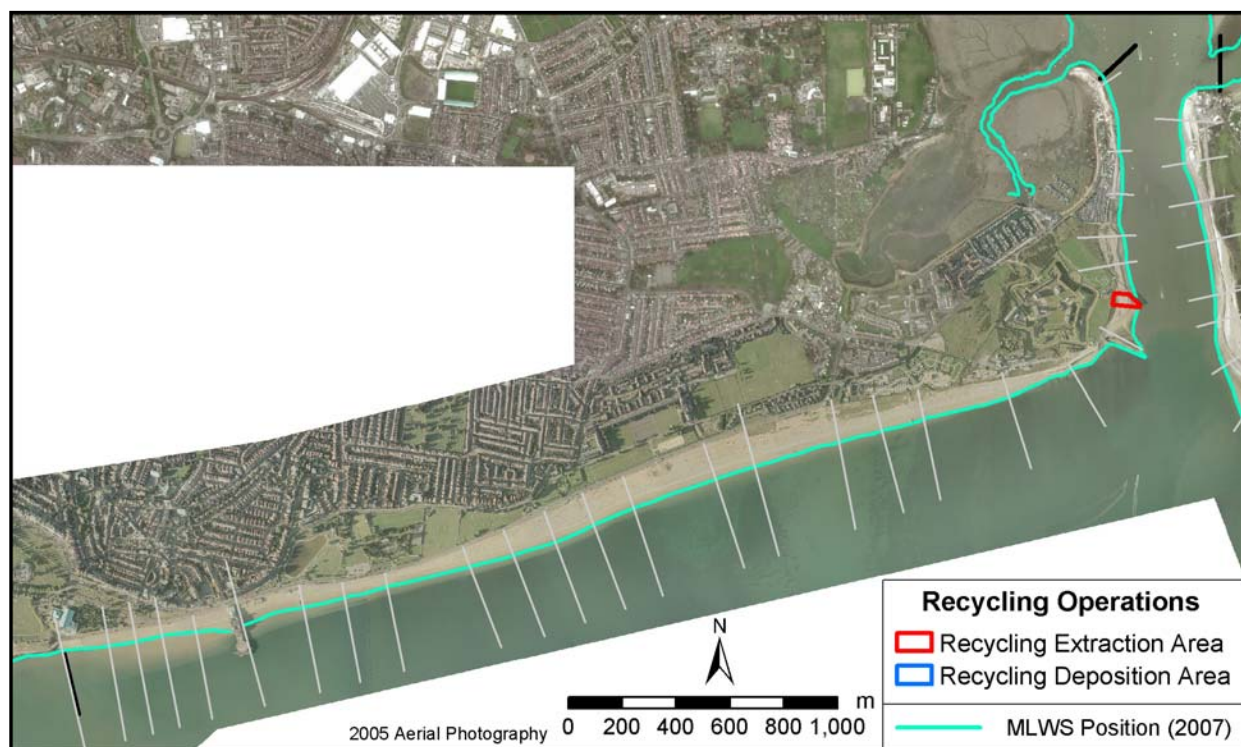 Recycling Operations
Recycling Extraction Area
Recycling Deposition Area
MLWS Position (2007)
N
m
0 200 400 600 800 1,000
2005 Aerial Photography